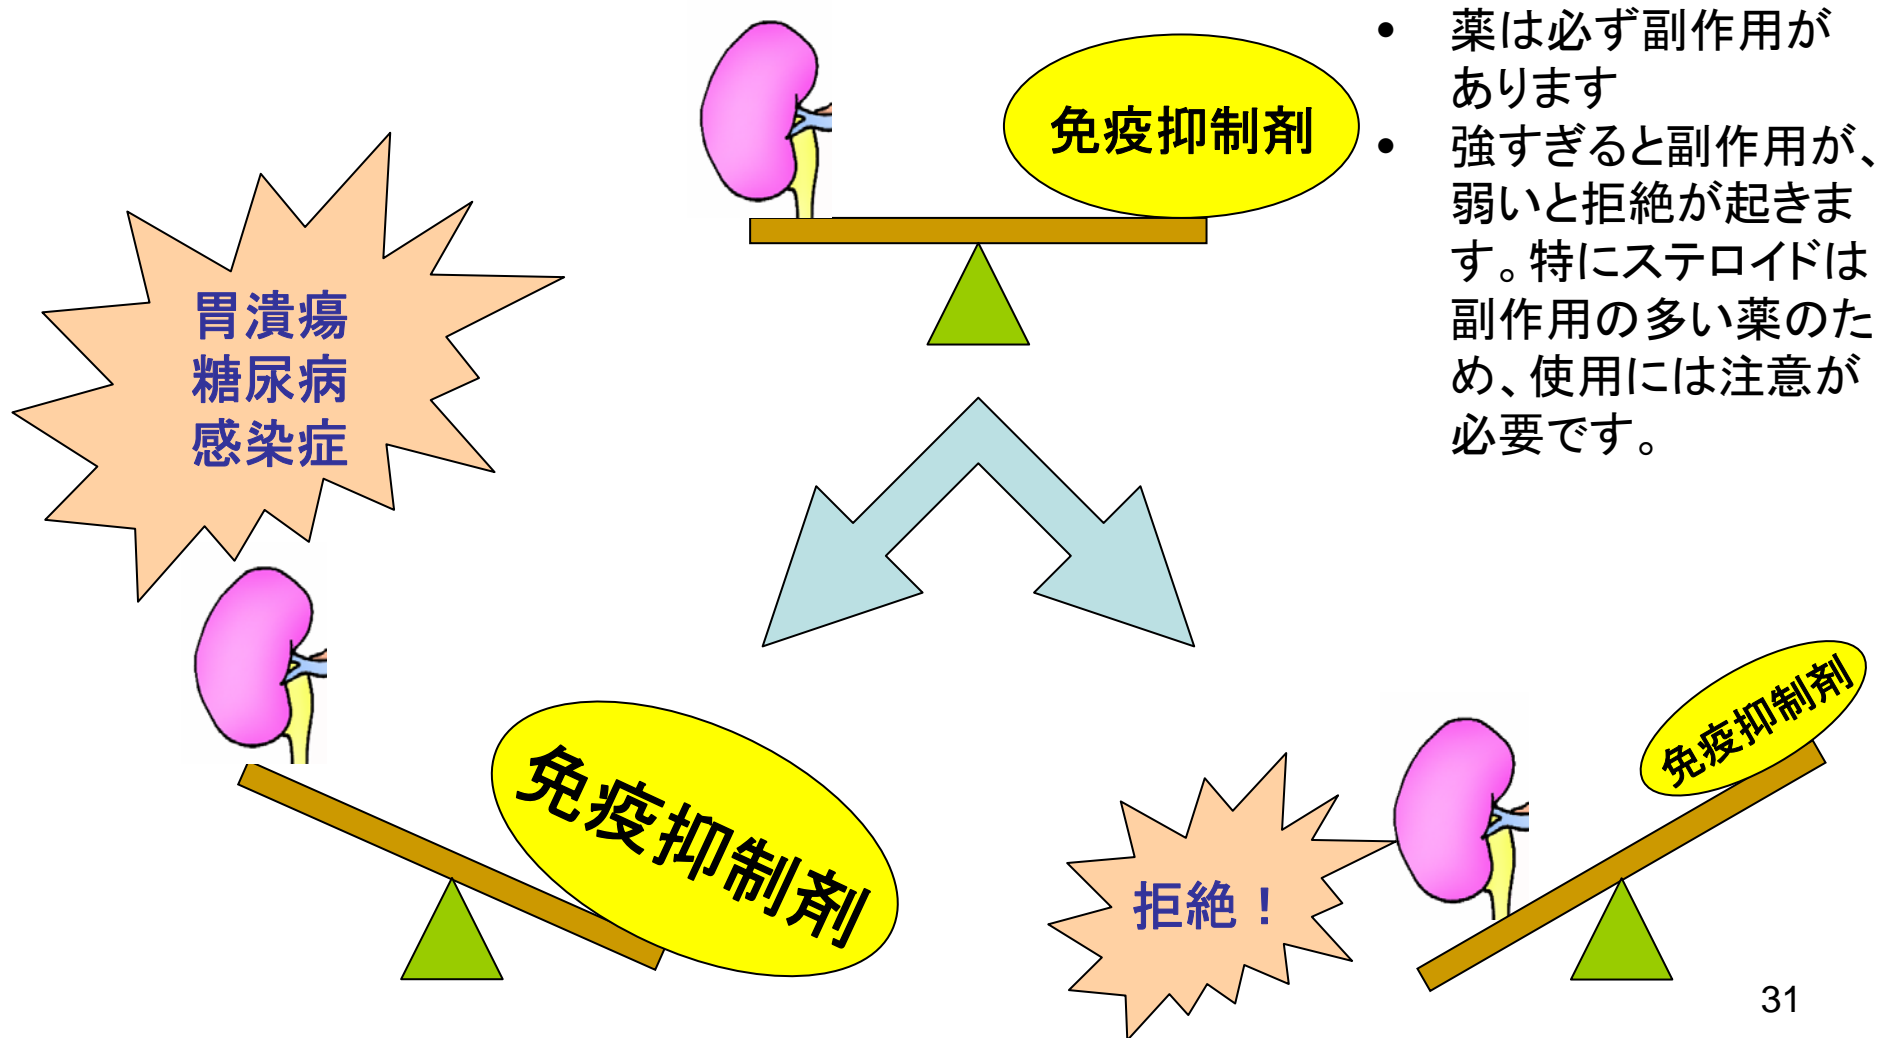 免疫抑制剤
• 薬は必ず副作用が
あります
• 強すぎると副作用が、
弱いと拒絶が起きま
す。特にステロイドは
副作用の多い薬のた
め、使用には注意が
必要です。
胃潰瘍
糖尿病
感染症
免疫抑制剤
拒絶！
免疫抑制剤
31